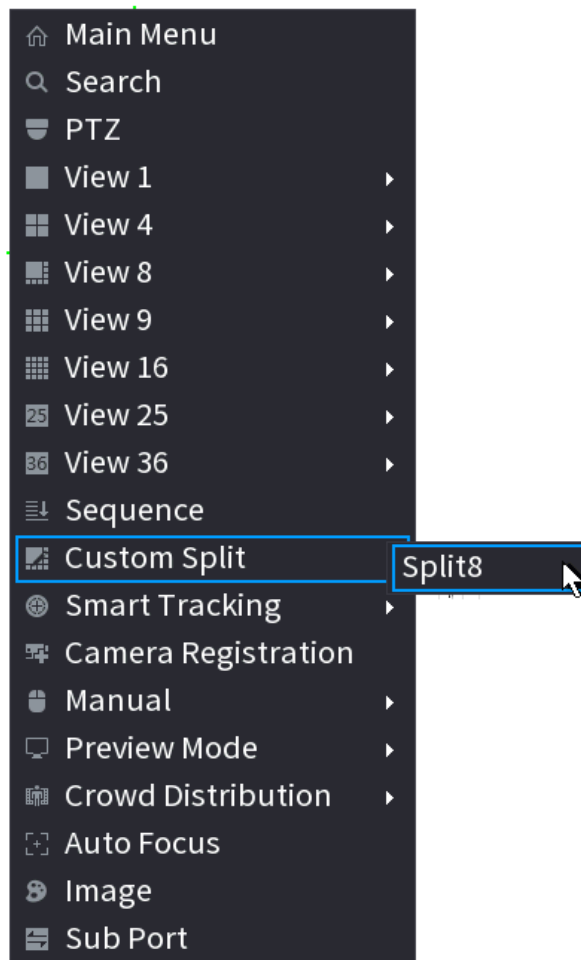 Main Menu
Search
PTZ
View 1
View 4
View 8
View 9
View 16
25 View 25
36 View 36
Sequence
Custom Split
Split8
Smart Tracking
Camera Registration
Manual
Preview Mode
Crowd Distribution
Auto Focus
Image
Sub Port